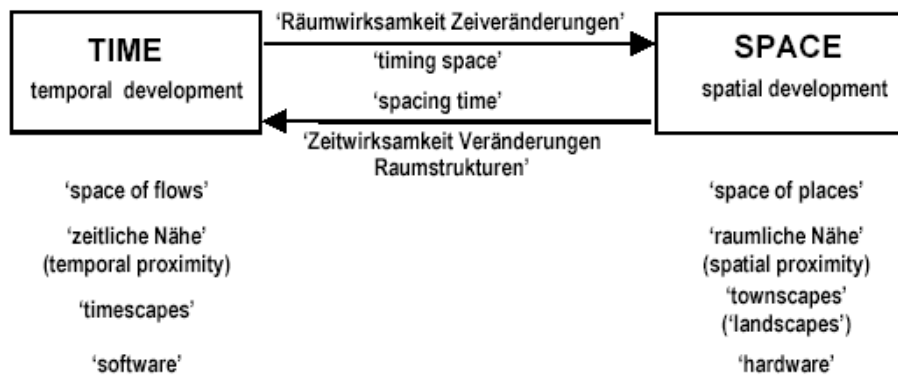 ‘Räumwirksamkeit Zeiveränderungen’
TIME
temporal development
‘timing space’
‘spacing time’
SPACE
spatial development
‘Zeitwirksamkeit Veränderungen
Raumstrukturen’
‘space of flows’
‘space of places’
‘zeitliche Nähe’
(temporal proximity)
‘raumliche Nähe’
(spatial proximity)
‘timescapes’
‘townscapes’
(‘landscapes’)
‘software’
‘hardware’